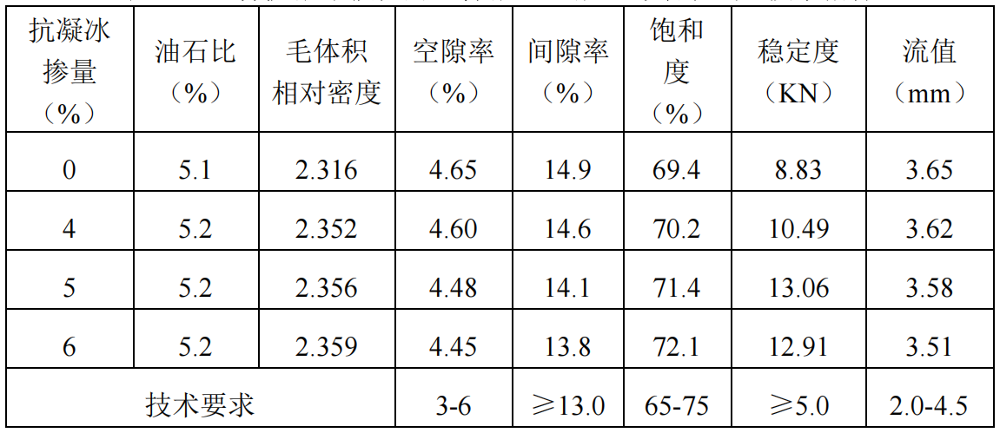 抗凝冰掺量（%） 油石比（%） 毛体积相对密度 空隙率（%） 间隙率（%） 饱和度（%） 稳定度（KN） 流值（mm）
0 5.1 2.316 4.65 14.9 69.4 8.83 3.65
4 5.2 2.352 4.60 14.6 70.2 10.49 3.62
5 5.2 2.356 4.48 14.1 71.4 13.06 3.58
6 5.2 2.359 4.45 13.8 72.1 12.91 3.51
技术要求 3-6 ≥13.0 65-75 ≥5.0 2.0-4.5